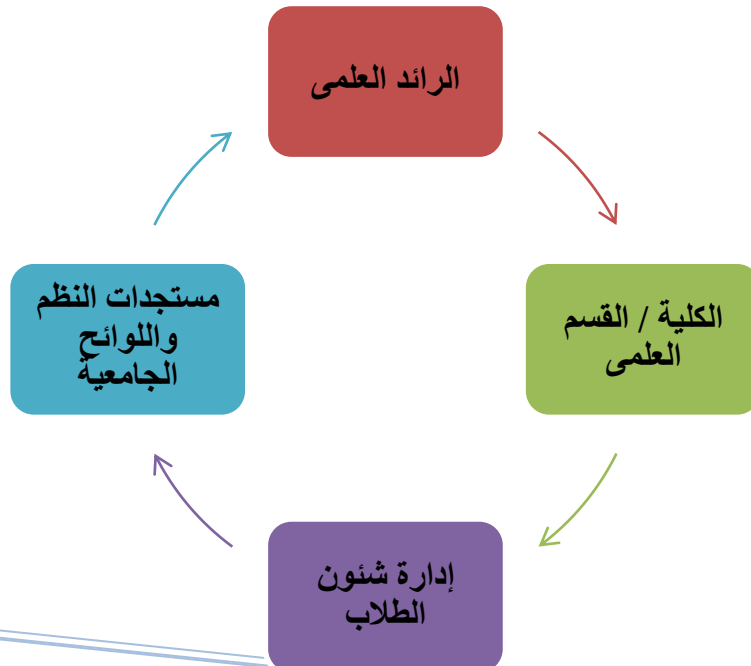 الرائد العلمى
الكلية / القسم
العلمى
إدارة شئون
الطلاب
مستجدات النظم
واللوائح
الجامعية